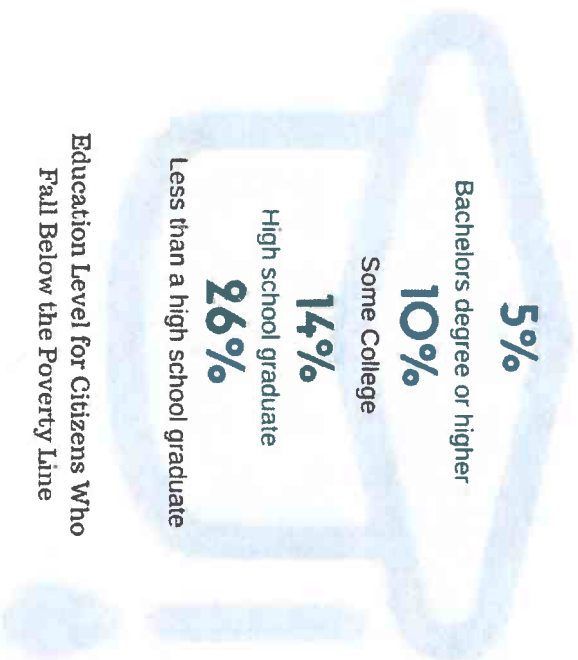 5%
Bachelors degree or higher
10%
Some College
14%
High school graduate
26%
Less than a high school graduate
Education Level for Citizens Who
Fall Below the Poverty Line